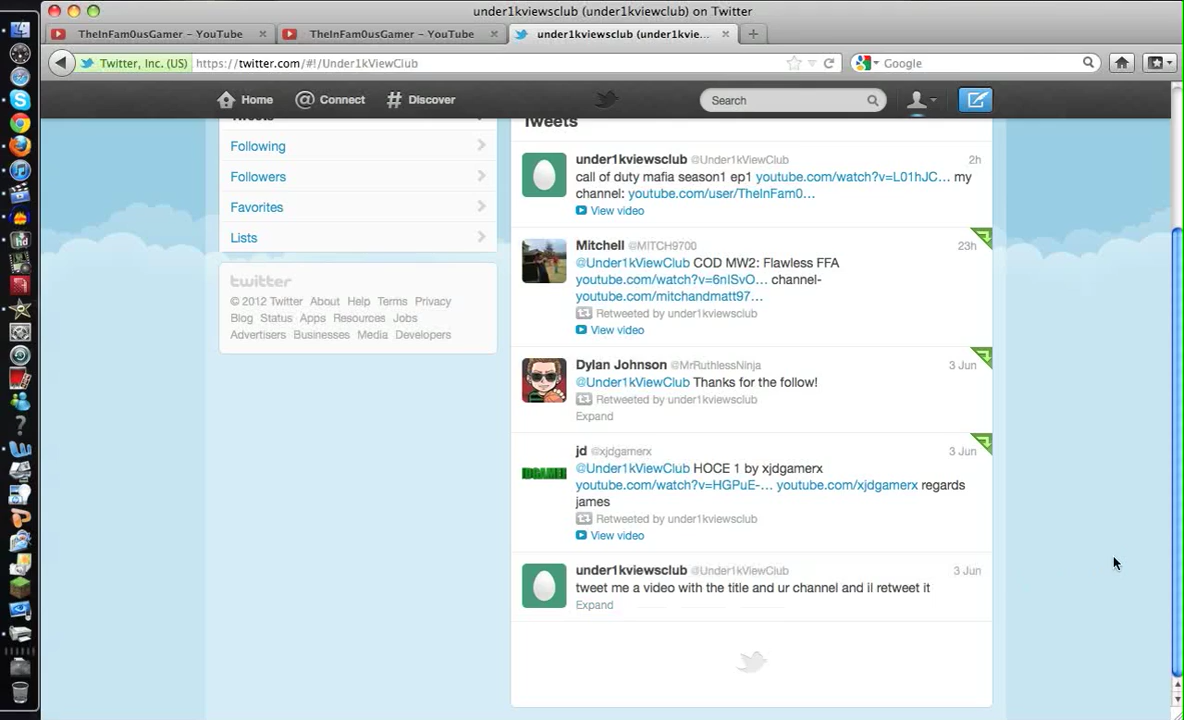 under1kviewsclub (under1kviewclub) on Twitter
TheInFam0usGamer – YouTube
TheInFam0usGamer – YouTube
under1kviewsclub (under1kvie...
Twitter, Inc. (US)
https://twitter.com/#!/Under1kViewClub
Google
Home
Connect
Discover
Search
Tweets
Following
Followers
Favorites
Lists
twitter
© 2012 Twitter About Help Terms Privacy
Blog Status Apps Resources Jobs
Advertisers Businesses Media Developers
Tweets
under1kviewsclub @Under1kViewClub 2h
call of duty mafia season1 ep1 youtube.com/watch?v=L01hJC... my
channel: youtube.com/user/TheInFam0...
View video
Mitchell @MITCH9700 23h
@Under1kViewClub COD MW2: Flawless FFA
youtube.com/watch?v=6nISvO... channel-
youtube.com/mitchandmatt97...
Retweeted by under1kviewsclub
View video
Dylan Johnson @MrRuthlessNinja 3 Jun
@Under1kViewClub Thanks for the follow!
Retweeted by under1kviewsclub
Expand
jd @xjdgamerx 3 Jun
JDGAMER
@Under1kViewClub HOCE 1 by xjdgamerx
youtube.com/watch?v=HGPuE-... youtube.com/xjdgamerx regards
james
Retweeted by under1kviewsclub
View video
under1kviewsclub @Under1kViewClub 3 Jun
tweet me a video with the title and ur channel and il retweet it
Expand